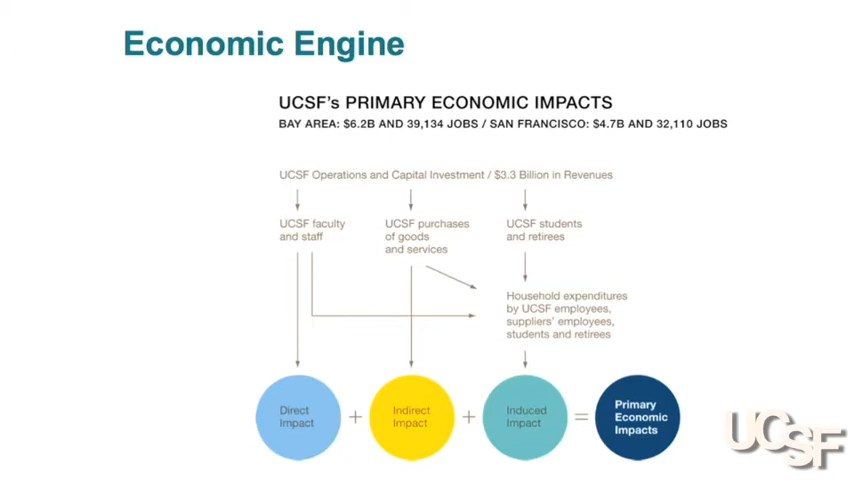 Economic Engine
UCSF's PRIMARY ECONOMIC IMPACTS
BAY AREA: $6.2B AND 39,134 JOBS / SAN FRANCISCO: $4.7B AND 32,110 JOBS
UCSF Operations and Capital Investment / $3.3 Billion in Revenues
UCSF faculty
and staff
UCSF purchases
of goods
and services
UCSF students
and retirees
Household expenditures
by UCSF employees,
suppliers' employees,
students and retirees
Direct
Impact
+
Indirect
Impact
+
Induced
Impact
=
Primary
Economic
Impacts
UCSF